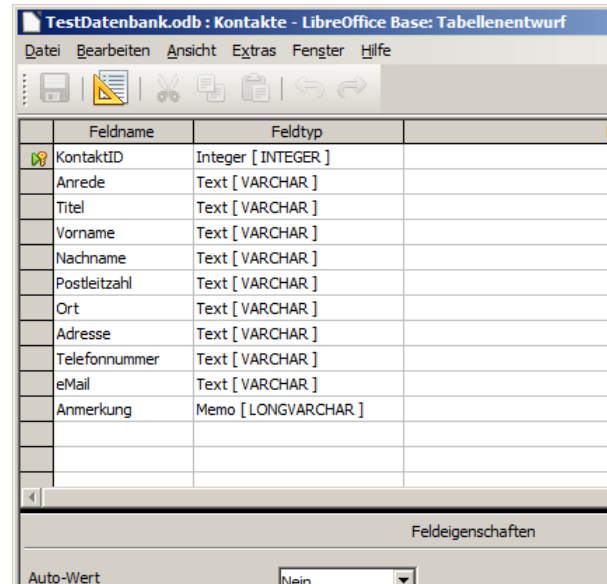 TestDatenbank.odb : Kontakte - LibreOffice Base: Tabellenentwurf
Datei Bearbeiten Ansicht Extras Fenster Hilfe
Feldname Feldtyp
KontaktID Integer [ INTEGER ]
Anrede Text [ VARCHAR ]
Titel Text [ VARCHAR ]
Vorname Text [ VARCHAR ]
Nachname Text [ VARCHAR ]
Postleitzahl Text [ VARCHAR ]
Ort Text [ VARCHAR ]
Adresse Text [ VARCHAR ]
Telefonnummer Text [ VARCHAR ]
eMail Text [ VARCHAR ]
Anmerkung Memo [ LONGVARCHAR ]
Feldeigenschaften
Auto-Wert Nein